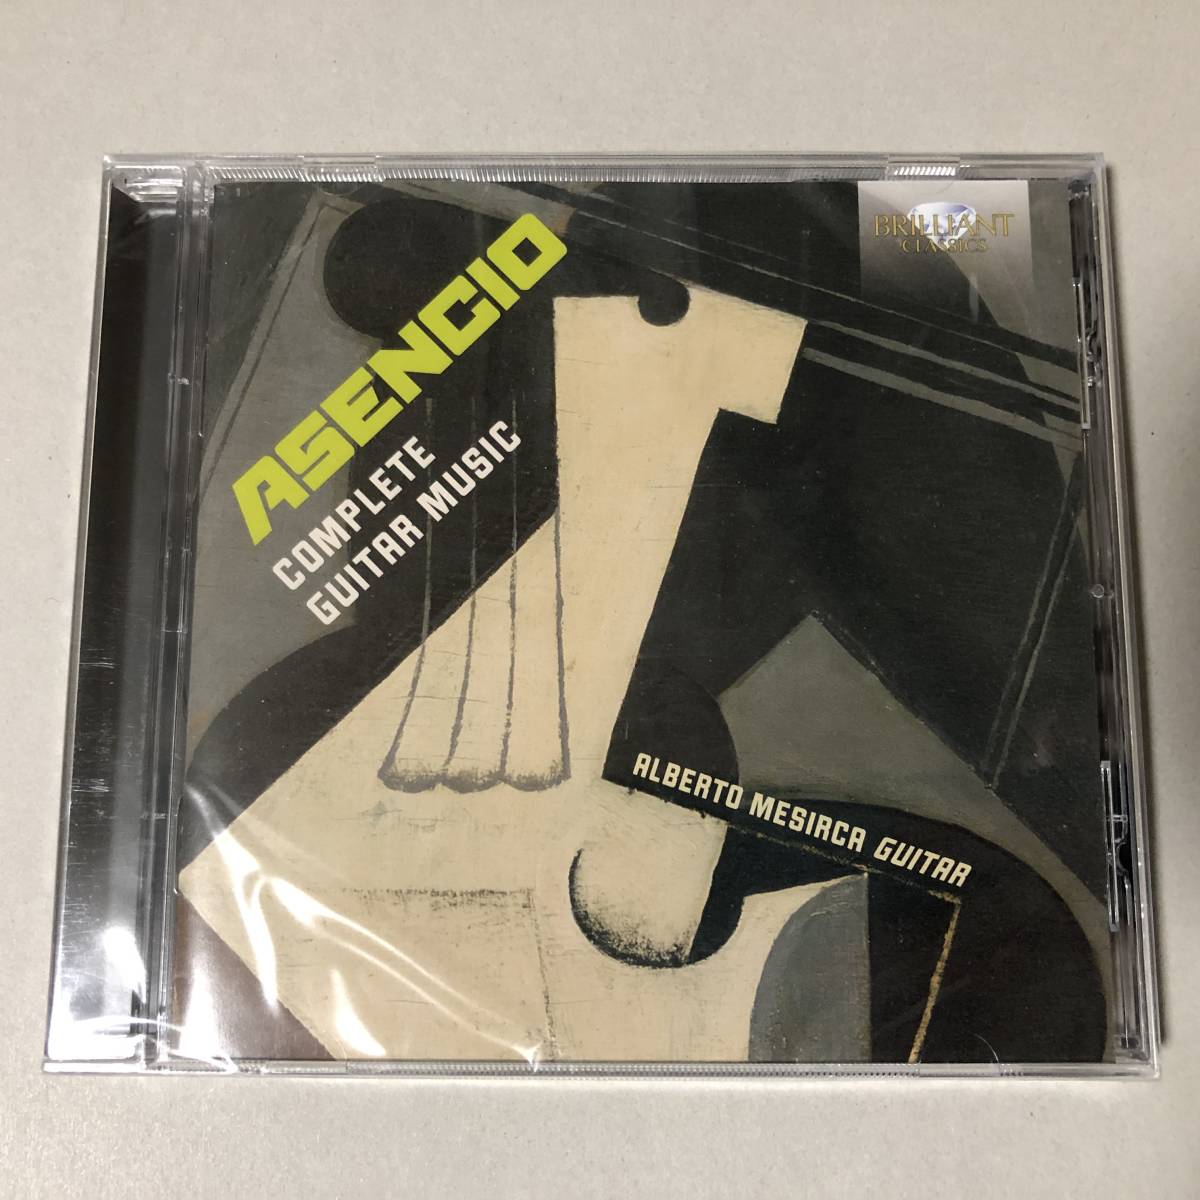 BRILLIANT
CLASSICS
ASENCIO
COMPLETE
GUITAR MUSIC
ALBERTO MESIRCA GUITAR